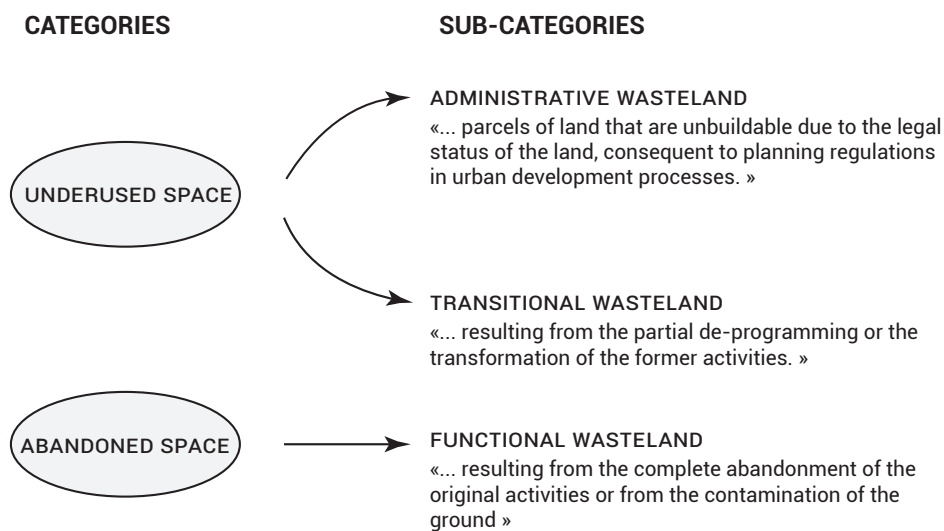 CATEGORIES
SUB-CATEGORIES
UNDERUSED SPACE
ADMINISTRATIVE WASTELAND
«... parcels of land that are unbuildable due to the legal
status of the land, consequent to planning regulations
in urban development processes. »
TRANSITIONAL WASTELAND
«... resulting from the partial de-programming or the
transformation of the former activities. »
ABANDONED SPACE
FUNCTIONAL WASTELAND
«... resulting from the complete abandonment of the
original activities or from the contamination of the
ground »